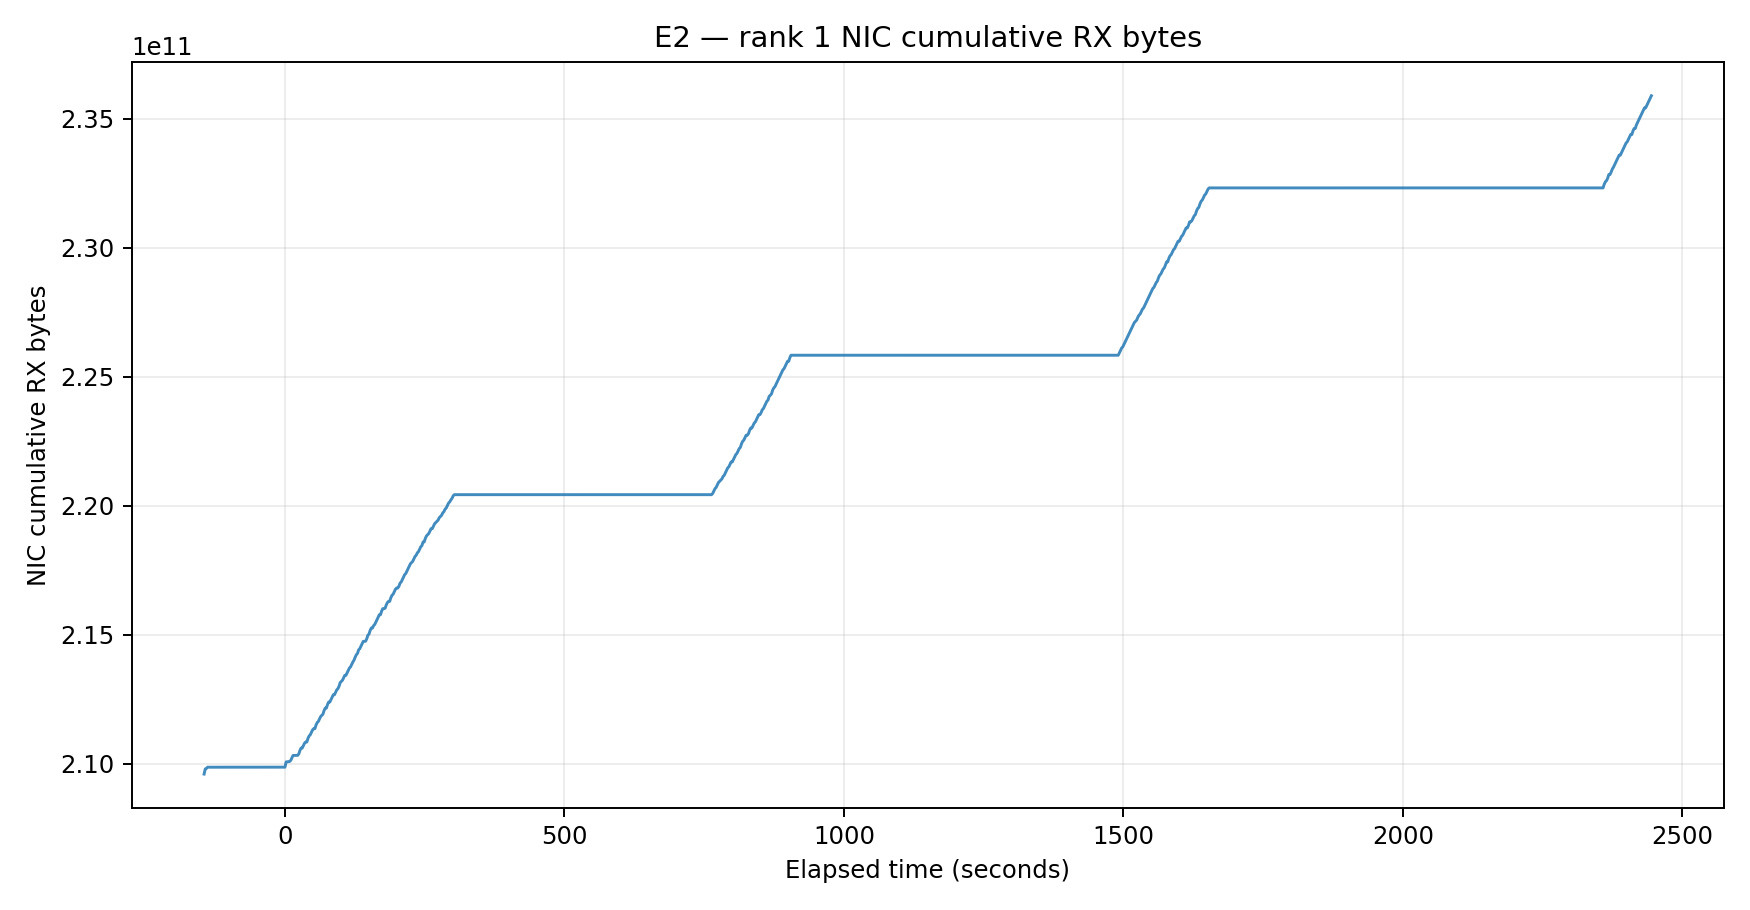 E2 — rank 1 NIC cumulative RX bytes
1e11
2.35
2.30
2.25
2.20
2.15
2.10
NIC cumulative RX bytes
0 500 1000 1500 2000 2500
Elapsed time (seconds)